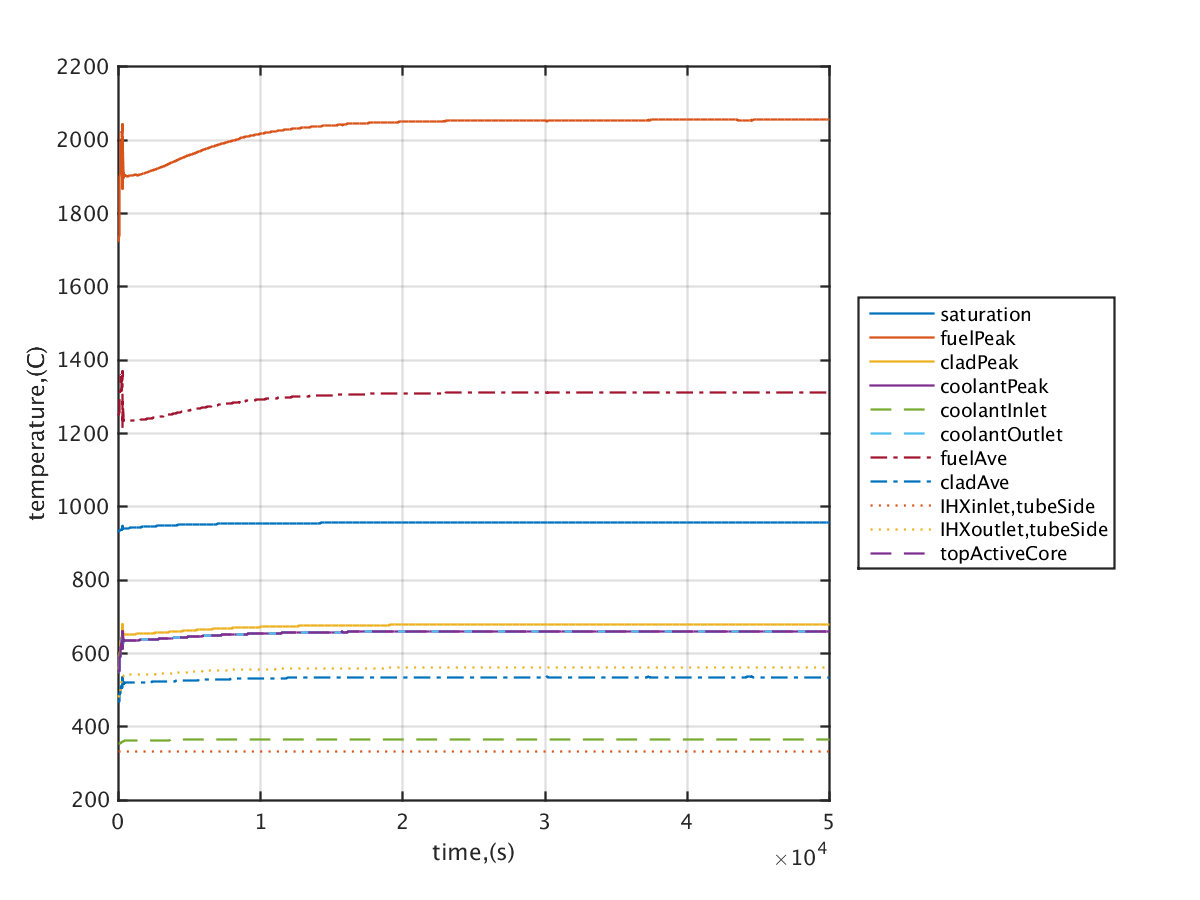 2200
2000
1800
1600
1400
1200
1000
800
600
400
200
temperature,(C)
0
1
2
3
4
5
time,(s)
×10^4
saturation
fuelPeak
cladPeak
coolantPeak
coolantInlet
coolantOutlet
fuelAve
cladAve
IHXinlet,tubeSide
IHXoutlet,tubeSide
topActiveCore